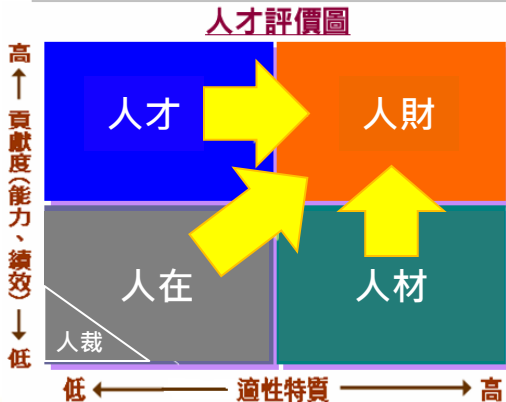 人才評價圖
高
貢獻度(能力、績效)
低
人才
人財
人在
人材
人裁
低
適性特質
高